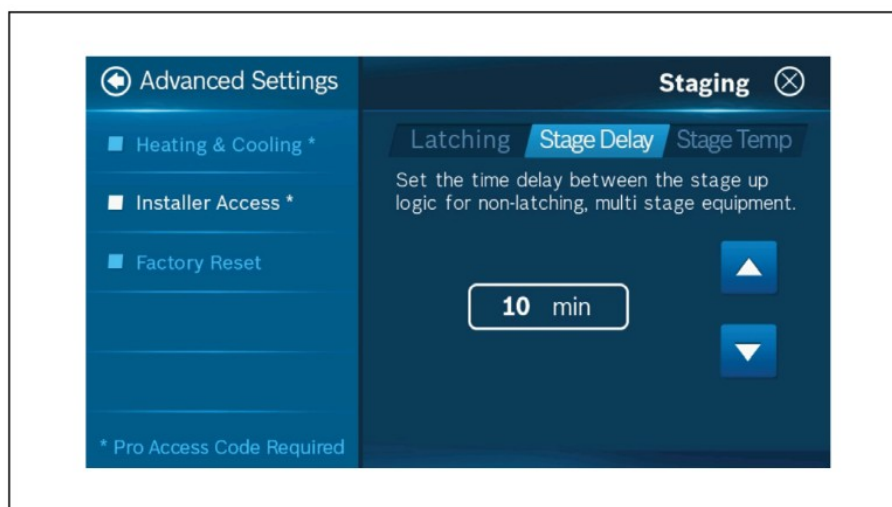 Advanced Settings
Heating & Cooling *
Installer Access *
Factory Reset
* Pro Access Code Required
Staging
Latching
Stage Delay
Stage Temp
Set the time delay between the stage up
logic for non-latching, multi stage equipment.
10 min